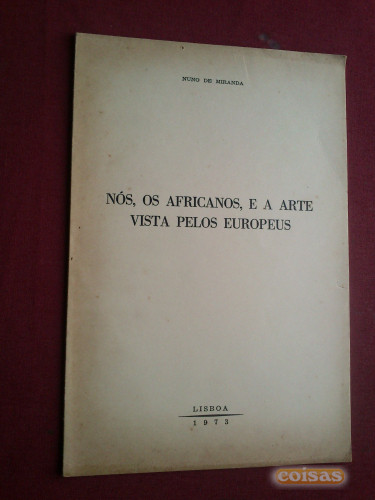 NUNO DE MIRANDA
NÓS, OS AFRICANOS, E A ARTE
VISTA PELOS EUROPEUS
LISBOA
1973
coisas